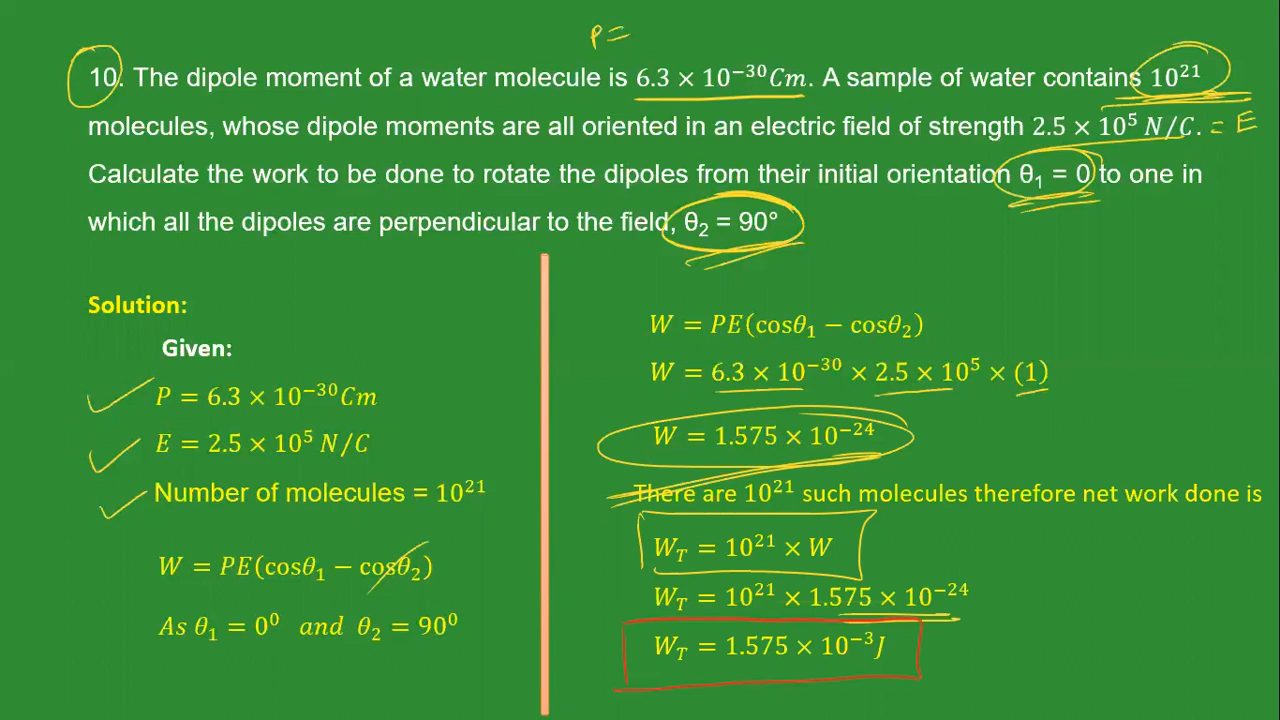 P =
10. The dipole moment of a water molecule is 6.3 × 10⁻³⁰Cm. A sample of water contains 10²¹
molecules, whose dipole moments are all oriented in an electric field of strength 2.5 × 10⁵ N/C. = E
Calculate the work to be done to rotate the dipoles from their initial orientation θ₁ = 0 to one in
which all the dipoles are perpendicular to the field, θ₂ = 90°
Solution:
Given:
P = 6.3 × 10⁻³⁰Cm
E = 2.5 × 10⁵ N/C
Number of molecules = 10²¹
W = PE(cosθ₁ − cosθ₂)
As θ₁ = 0⁰ and θ₂ = 90⁰
W = PE(cosθ₁ − cosθ₂)
W = 6.3 × 10⁻³⁰ × 2.5 × 10⁵ × (1)
W = 1.575 × 10⁻²⁴
There are 10²¹ such molecules therefore net work done is
W_T = 10²¹ × W
W_T = 10²¹ × 1.575 × 10⁻²⁴
W_T = 1.575 × 10⁻³J